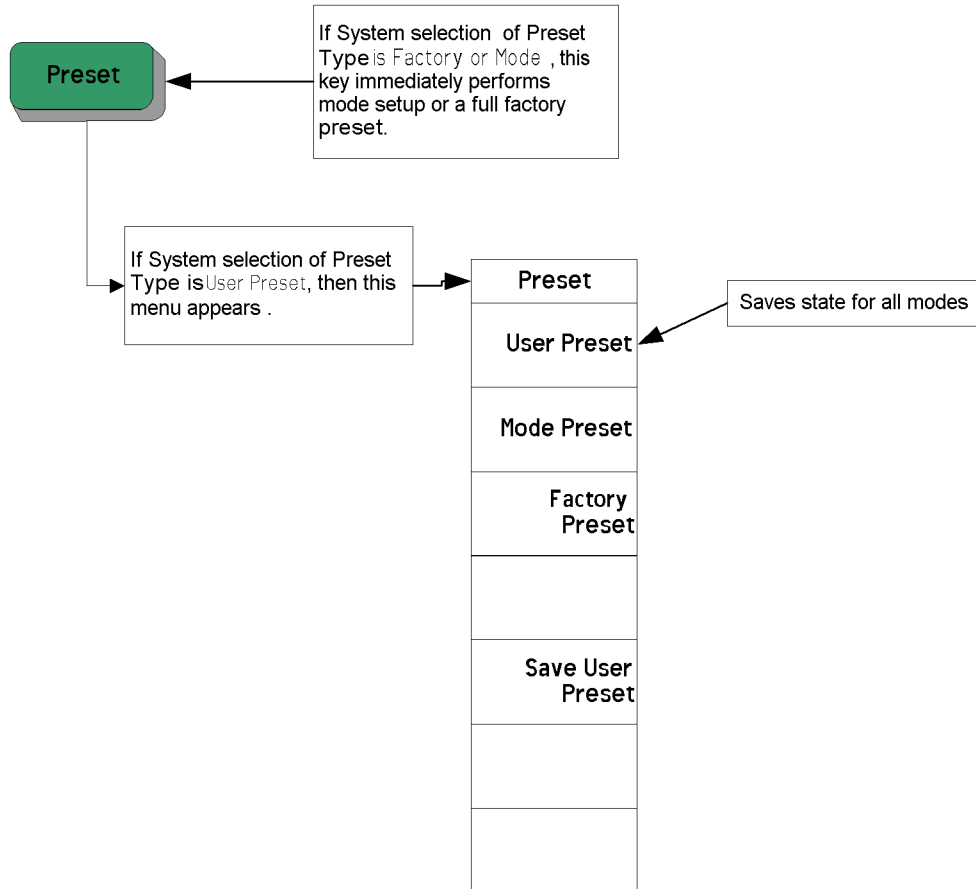 Preset
If System selection of Preset
Type is Factory or Mode , this
key immediately performs
mode setup or a full factory
preset.
If System selection of Preset
Type is User Preset, then this
menu appears .
Preset
User Preset
Saves state for all modes
Mode Preset
Factory
Preset
Save User
Preset